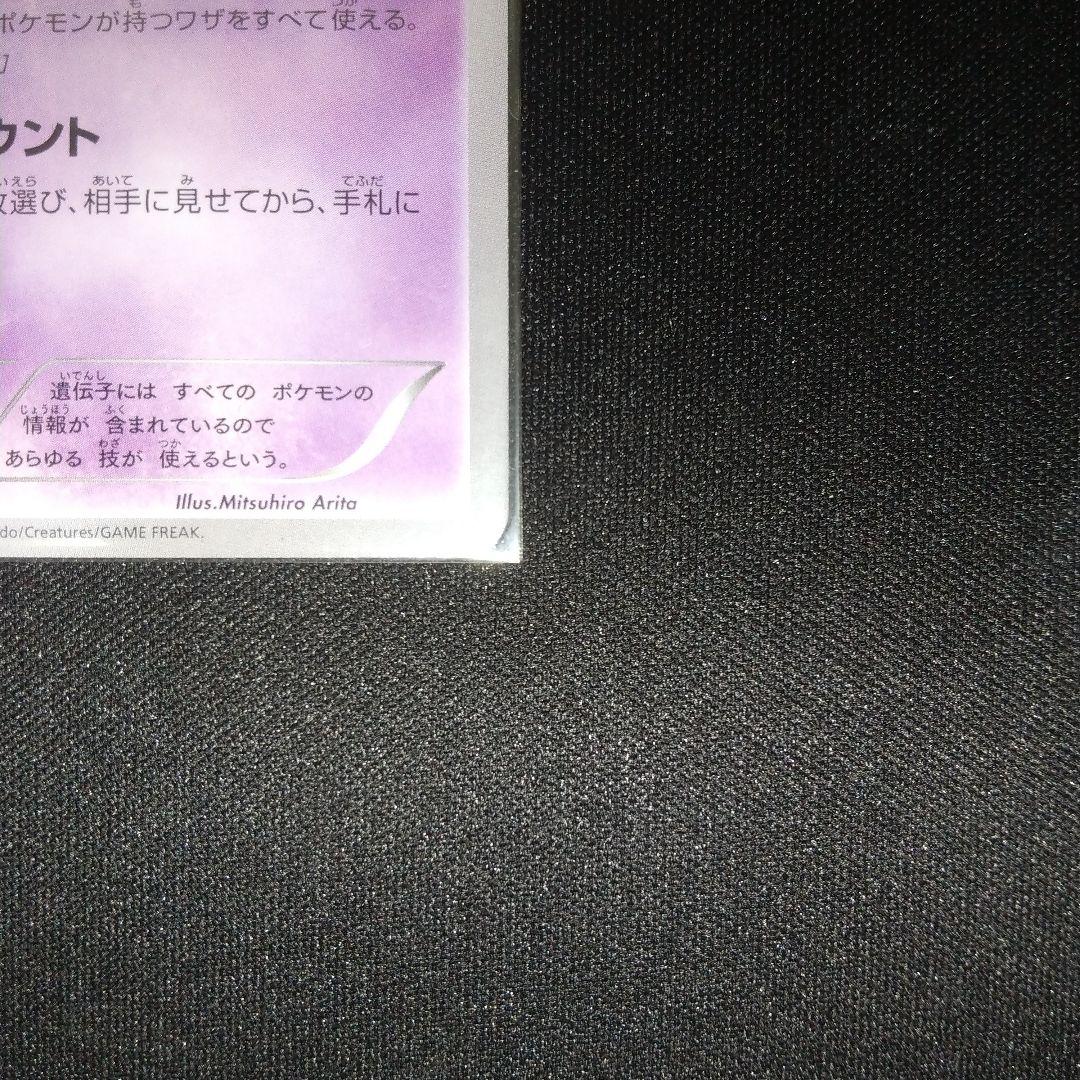 ポケモンが持つワザをすべて使える。
]
ウント
選び、相手に見せてから、手札に
遺伝子には すべての ポケモンの
情報が 含まれているので
あらゆる 技が 使えるという。
Illus.Mitsuhiro Arita
do/Creatures/GAME FREAK.